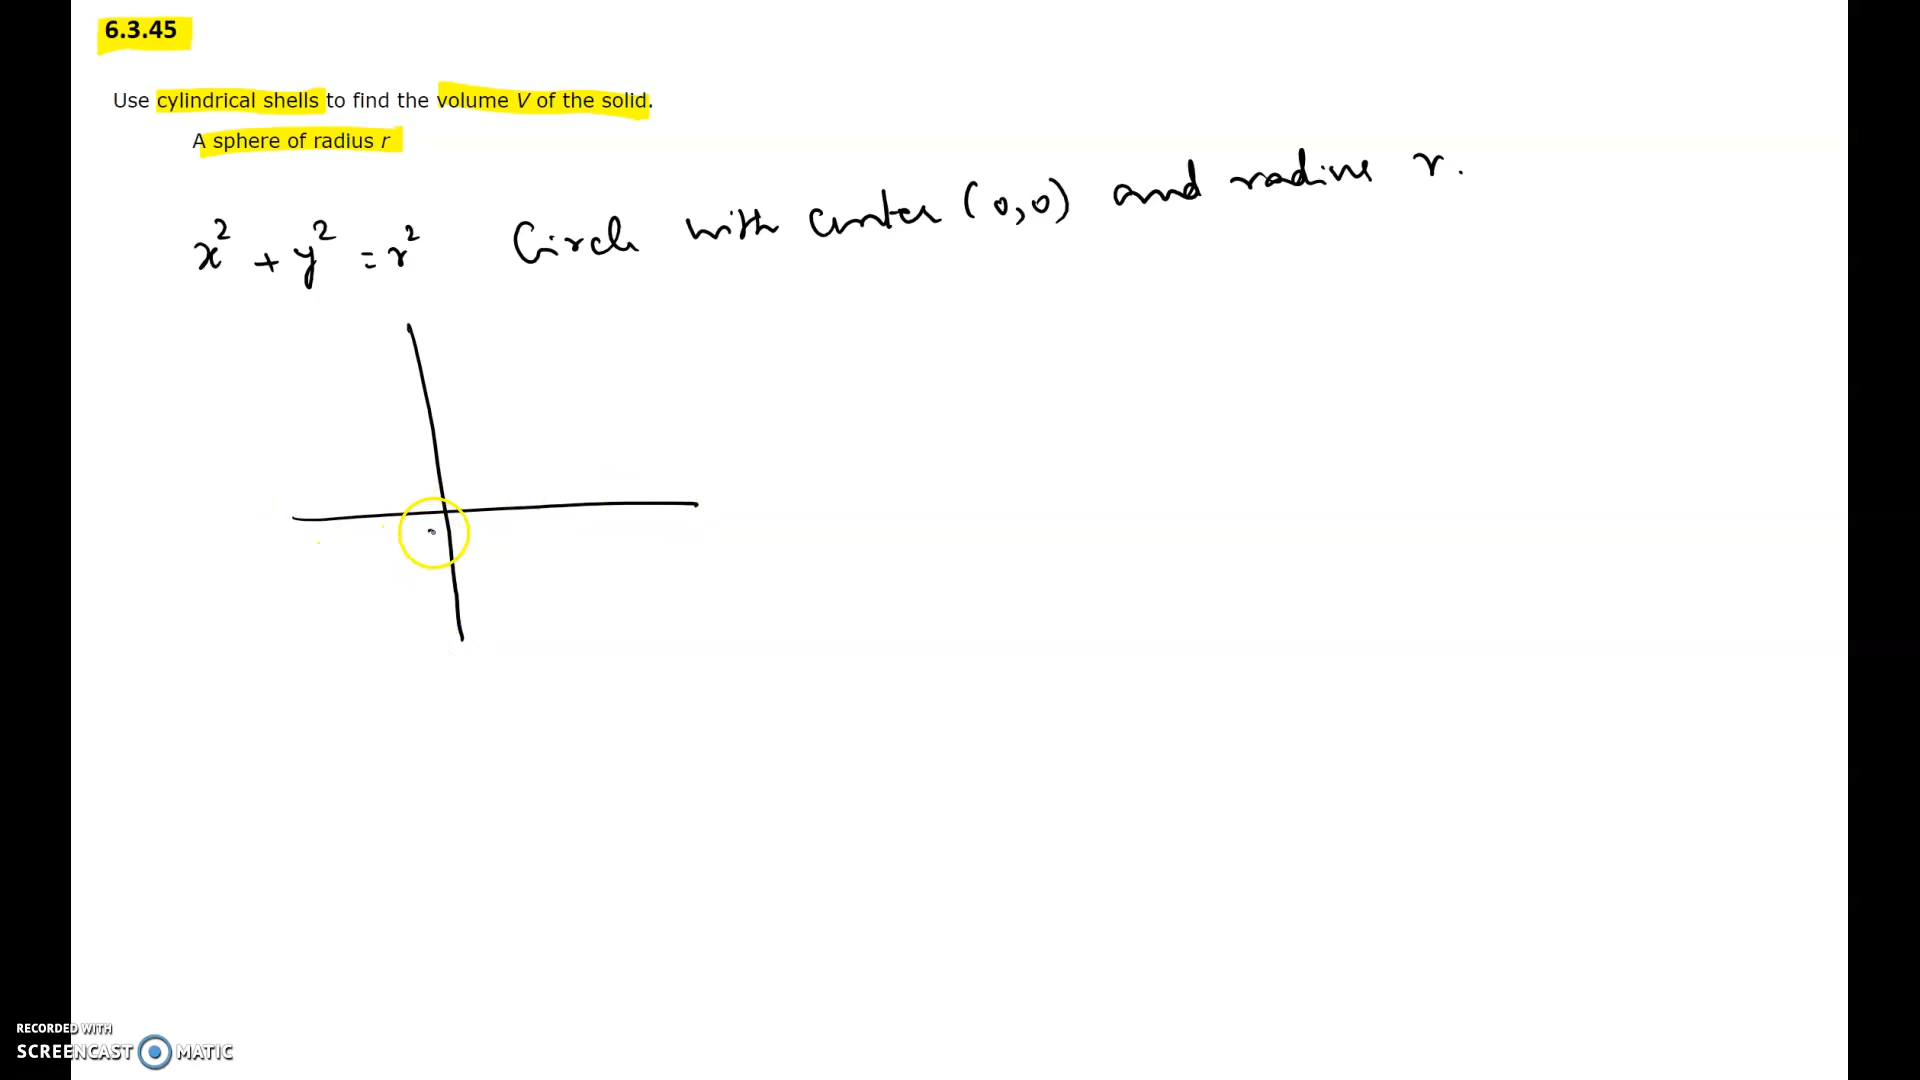 6.3.45
Use cylindrical shells to find the volume V of the solid.
A sphere of radius r
x² + y² = r² Circle with center (0,0) and radius r.
RECORDED WITH
SCREENCAST MATIC